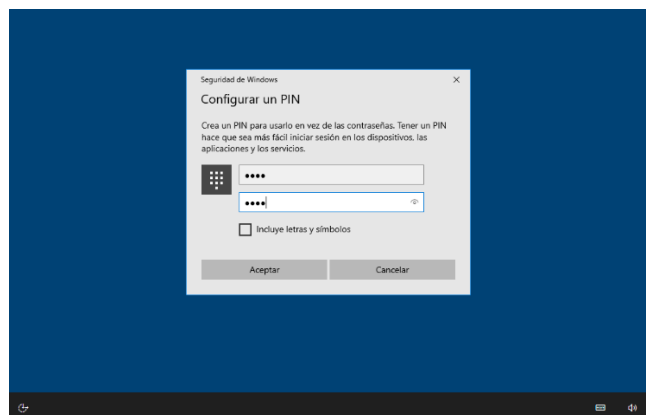 Seguridad de Windows
Configurar un PIN
Crea un PIN para usarlo en vez de las contraseñas. Tener un PIN
hace que sea más fácil iniciar sesión en los dispositivos, las
aplicaciones y los servicios.
Incluye letras y símbolos
Aceptar Cancelar